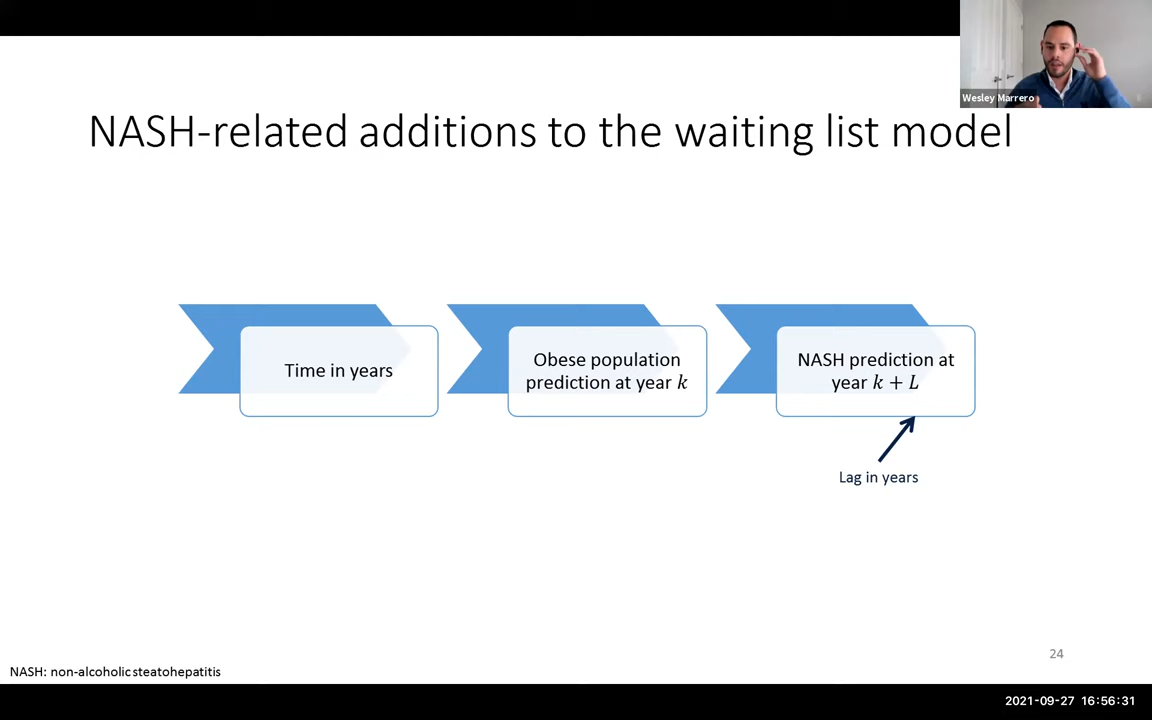 Wesley Marrero
NASH-related additions to the waiting list model
Time in years
Obese population
prediction at year k
NASH prediction at
year k + L
Lag in years
24
NASH: non-alcoholic steatohepatitis
2021-09-27 16:56:31